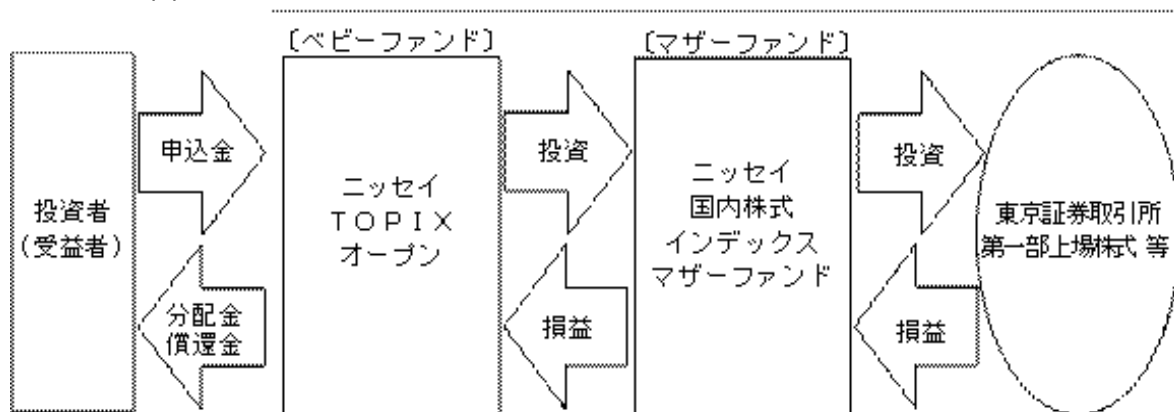 〔ベビーファンド〕
〔マザーファンド〕
投資者
(受益者)
申込金
分配金
償還金
ニッセイ
TOPIX
オープン
投資
損益
ニッセイ
国内株式
インデックス
マザーファンド
投資
損益
東京証券取引所
第一部上場株式 等